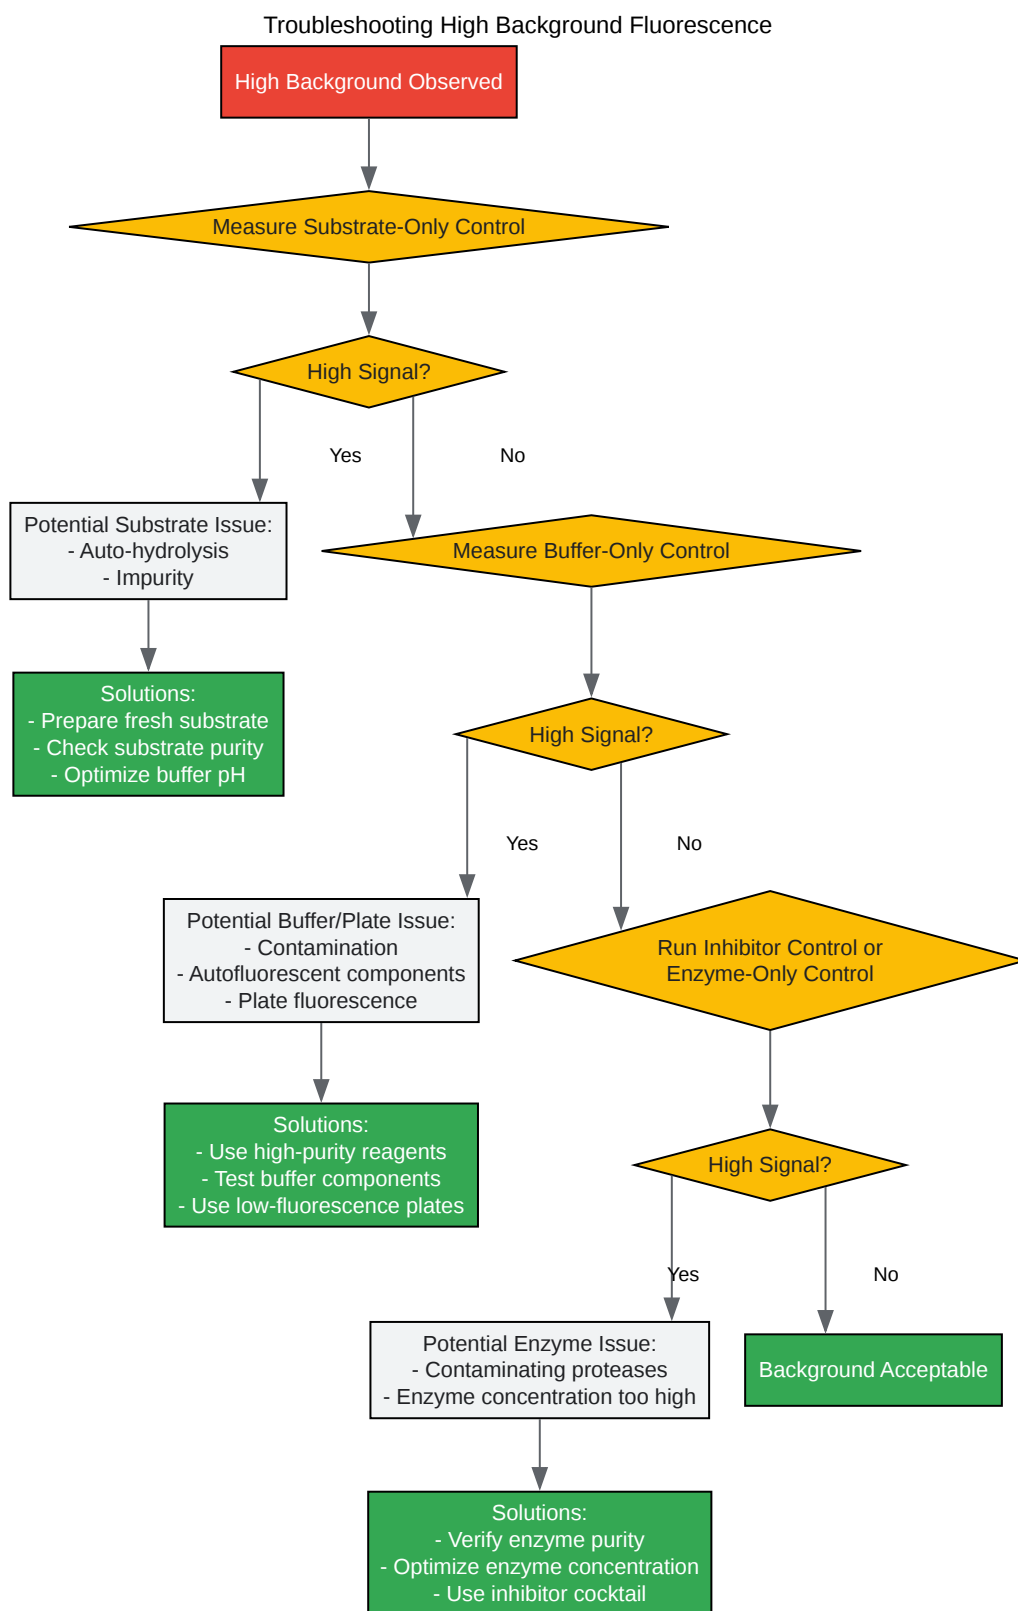 Troubleshooting High Background Fluorescence
High Background Observed
Measure Substrate-Only Control
High Signal?
Yes
No
Potential Substrate Issue:
- Auto-hydrolysis
- Impurity
Measure Buffer-Only Control
Solutions:
- Prepare fresh substrate
- Check substrate purity
- Optimize buffer pH
High Signal?
Yes
No
Potential Buffer/Plate Issue:
- Contamination
- Autofluorescent components
- Plate fluorescence
Run Inhibitor Control or
Enzyme-Only Control
Solutions:
- Use high-purity reagents
- Test buffer components
- Use low-fluorescence plates
High Signal?
Yes
No
Potential Enzyme Issue:
- Contaminating proteases
- Enzyme concentration too high
Background Acceptable
Solutions:
- Verify enzyme purity
- Optimize enzyme concentration
- Use inhibitor cocktail